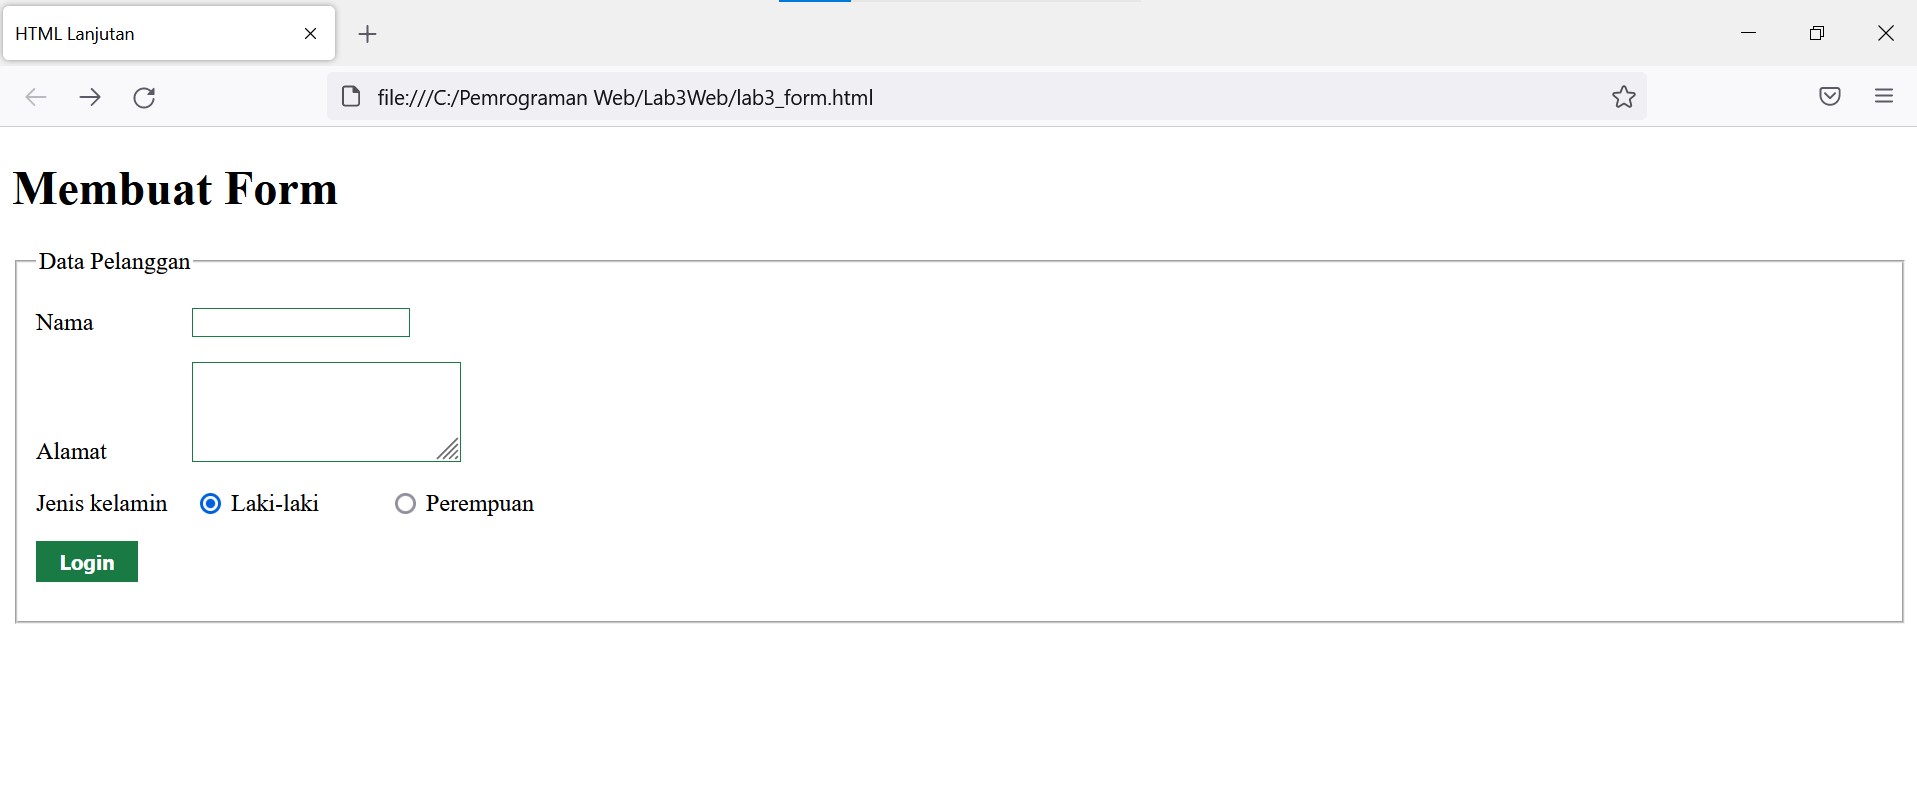 HTML Lanjutan
file:///C:/Pemrograman Web/Lab3Web/lab3_form.html
Membuat Form
Data Pelanggan
Nama
Alamat
Jenis kelamin Laki-laki Perempuan
Login